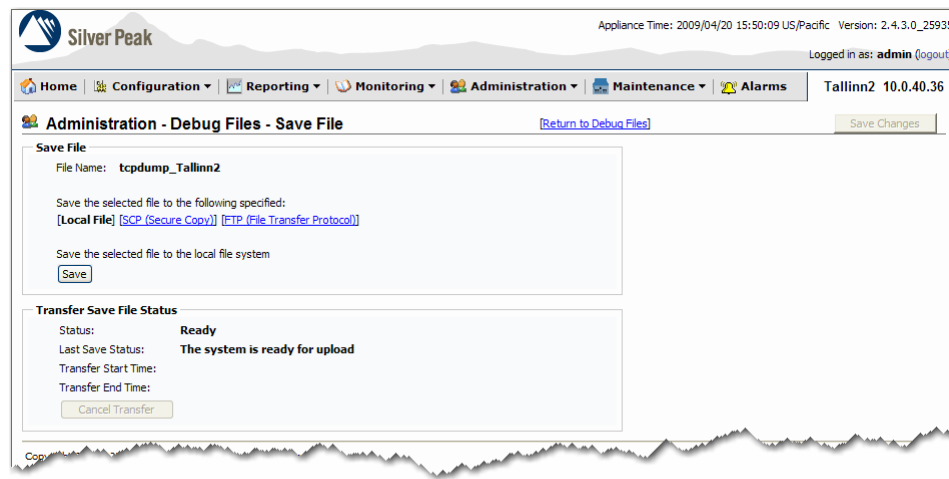 Silver Peak
Appliance Time: 2009/04/20 15:50:09 US/Pacific Version: 2.4.3.0_25935
Logged in as: admin (logout
Home | Configuration ▾ | Reporting ▾ | Monitoring ▾ | Administration ▾ | Maintenance ▾ | Alarms Tallinn2 10.0.40.36
Administration - Debug Files - Save File [Return to Debug Files] Save Changes
Save File
File Name: tcpdump_Tallinn2
Save the selected file to the following specified:
[Local File] [SCP (Secure Copy)] [FTP (File Transfer Protocol)]
Save the selected file to the local file system
Save
Transfer Save File Status
Status: Ready
Last Save Status: The system is ready for upload
Transfer Start Time:
Transfer End Time:
Cancel Transfer